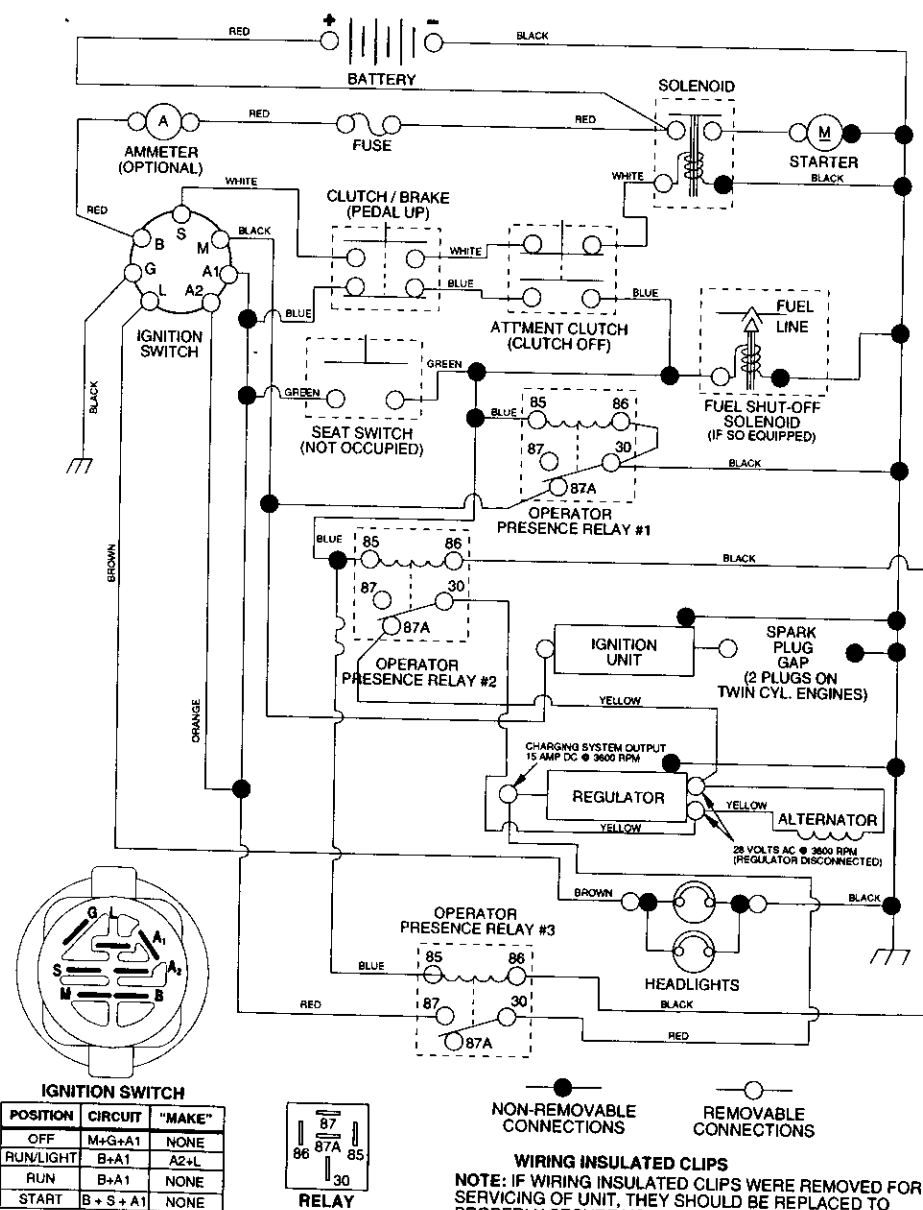 RED
+
-
BLACK
BATTERY
SOLENOID
A
RED
RED
FUSE
M
AMMETER
(OPTIONAL)
STARTER
BLACK
WHITE
WHITE
CLUTCH / BRAKE
(PEDAL UP)
RED
S
BLACK
B
M
WHITE
G
A1
L
A2
BLUE
BLUE
BLUE
IGNITION
SWITCH
ATT'MENT CLUTCH
(CLUTCH OFF)
FUEL
LINE
BLACK
GREEN
GREEN
SEAT SWITCH
(NOT OCCUPIED)
FUEL SHUT-OFF
SOLENOID
(IF SO EQUIPPED)
BLUE
85
86
87
30
87A
BLACK
OPERATOR
PRESENCE RELAY #1
BROWN
BLUE
85
86
BLACK
87
30
87A
OPERATOR
PRESENCE RELAY #2
IGNITION
UNIT
SPARK
PLUG
GAP
(2 PLUGS ON
TWIN CYL. ENGINES)
ORANGE
YELLOW
CHARGING SYSTEM OUTPUT
15 AMP DC @ 3600 RPM
REGULATOR
YELLOW
ALTERNATOR
YELLOW
28 VOLTS AC @ 3600 RPM
(REGULATOR DISCONNECTED)
BROWN
BLACK
HEADLIGHTS
OPERATOR
PRESENCE RELAY #3
BLUE
85
86
BLACK
RED
87
30
87A
RED
G
L
A1
S
A2
M
B
IGNITION SWITCH
POSITION CIRCUIT "MAKE"
OFF M+G+A1 NONE
RUN/LIGHT B+A1 A2+L
RUN B+A1 NONE
START B + S + A1 NONE
87
86
87A
85
30
RELAY
NON-REMOVABLE
CONNECTIONS
REMOVABLE
CONNECTIONS
WIRING INSULATED CLIPS
NOTE: IF WIRING INSULATED CLIPS WERE REMOVED FOR
SERVICING OF UNIT, THEY SHOULD BE REPLACED TO